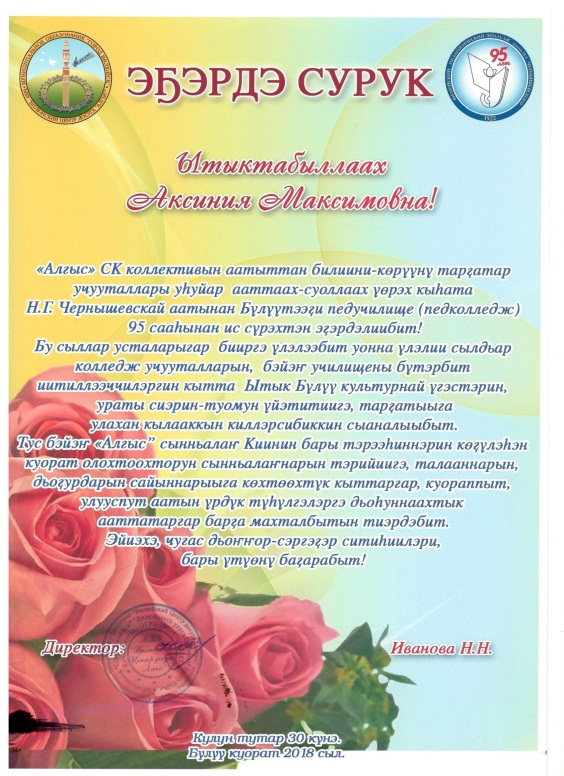 95
лет
1922
ЭҔЭРДЭ СУРУК
Ытыктабыллаах
Аксиния Максимовна!
«Алгыс» СК коллективын аатыттан билиини-көрүүнү тарҕатар
учууталлары уһуйар аатtaaх-суоллаах үөрэх кыһата
Н.Г. Чернышевскай аатынан Бүлүүтээҕи педучилище (педколледж)
95 сааһынан ис сүрэхтэн эҕэрдэлиибит!
Бу сыллар усталарыгар бииргэ үлэлээбит уонна үлэлии сылдьар
колледж учууталларын, бэйэҥ училищены бүтэрбит
иитиллээччилэргин кытта Ытык Бүлүү культурнай үгэстэрин,
ураты сиэрин-туомун үйэтитиигэ, тарҕатыыга
улахан кылааккын киллэрсибиккин сыаналыыбыт.
Тус бэйэҥ «Алгыс” сынньалаҥ Киинин бары тэрээһиннэрин көҕүлэһэн
куорат олохтоохторун сынньалаҥнарын тэрийиигэ, талааннарын,
дьоҕурдарын сайыннарыыга көхтөөхтүк кыттаргар, куораппыт,
улууспут аатын үрдүк түһүлгэлэргэ дьоһуннаахтык
ааттатаргар барҕа махталбытын тиэрдэбит.
Эйиэхэ, чугас дьоҥҥор-сэргэҕэр ситиһиилэри,
бары үтүөнү баҕарабыт!
Директор:
Иванова Н.Н.
Кулун тутар 30 күнэ.
Бүлүү куорат 2018 сыл.